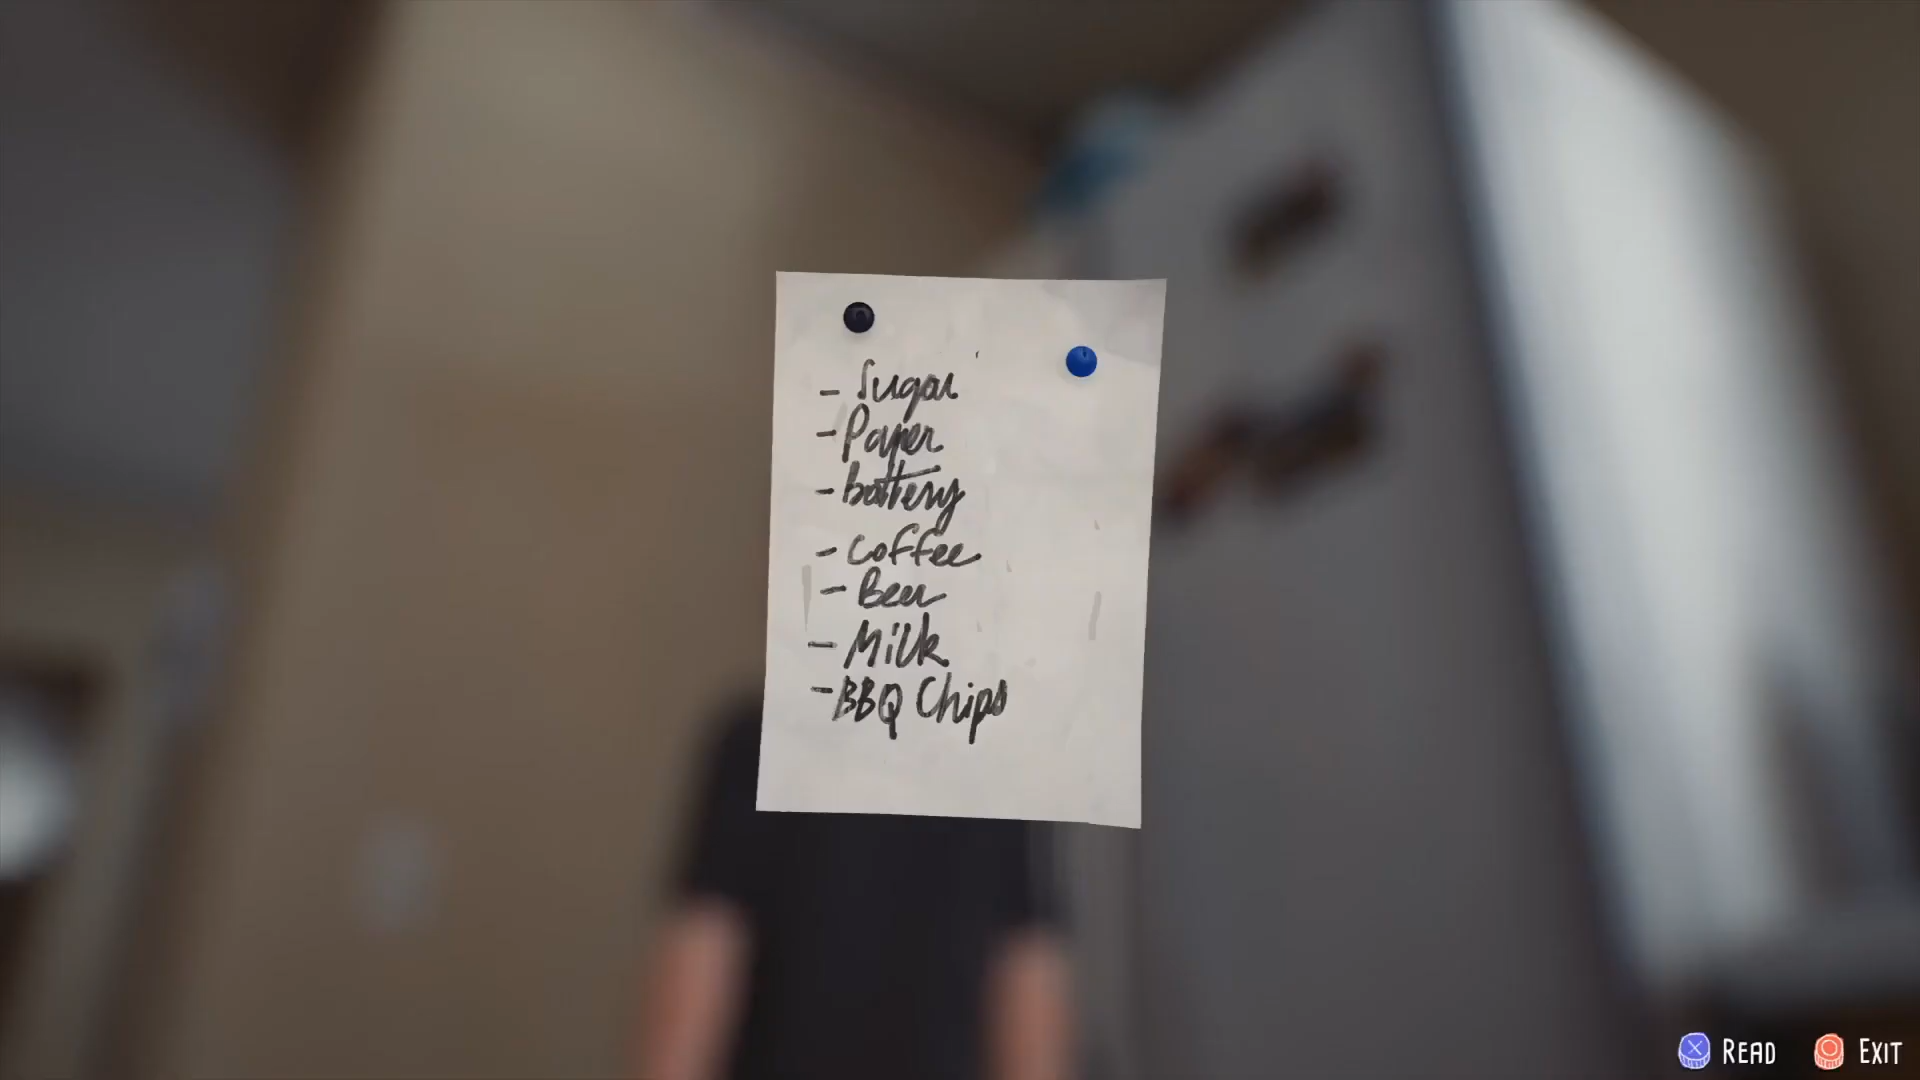 - Sugar
- Paper
- battery
- Coffee
- Beer
- Milk
- BBQ Chips
READ EXIT